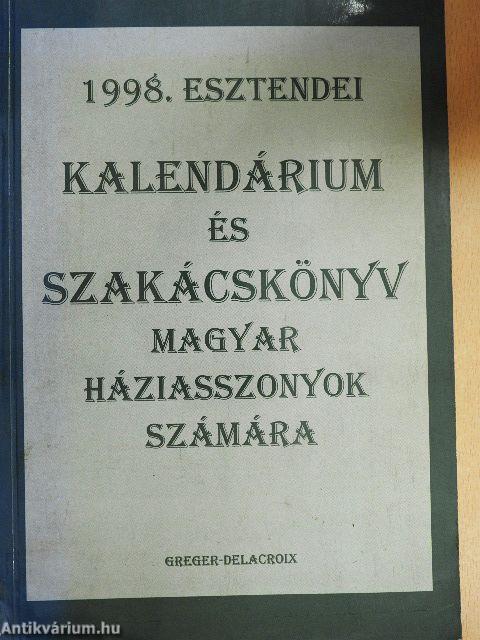 1998. ESZTENDEI
KALENDÁRIUM
ÉS
SZAKÁCSKÖNYV
MAGYAR
HÁZIASSZONYOK
SZÁMÁRA
GREGER-DELACROIX
Antikvárium.hu